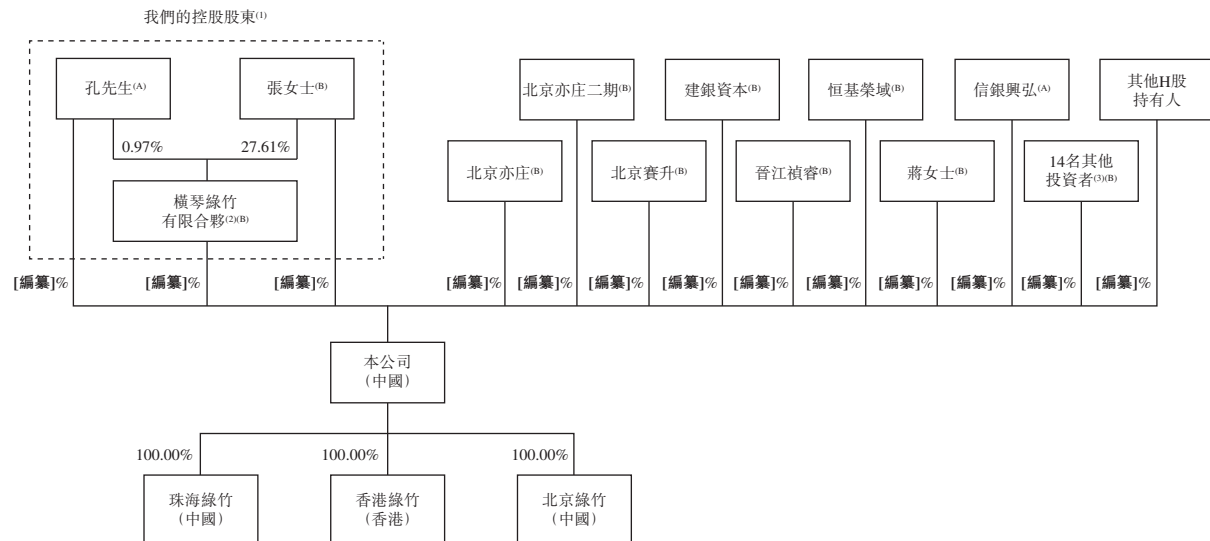 我們的控股股東(1)
孔先生(A)
張女士(B)
北京亦庄二期(B)
建銀資本(B)
恒基榮域(B)
信銀興弘(A)
其他H股
持有人
0.97%
27.61%
北京亦庄(B)
北京賽升(B)
晉江禎睿(B)
蔣女士(B)
14名其他
投資者(3)(B)
橫琴綠竹
有限合夥(2)(B)
[編纂]%
[編纂]%
[編纂]%
[編纂]%
[編纂]%
[編纂]%
[編纂]%
[編纂]%
[編纂]%
[編纂]%
[編纂]%
[編纂]%
[編纂]%
本公司
(中國)
100.00%
100.00%
100.00%
珠海綠竹
(中國)
香港綠竹
(香港)
北京綠竹
(中國)